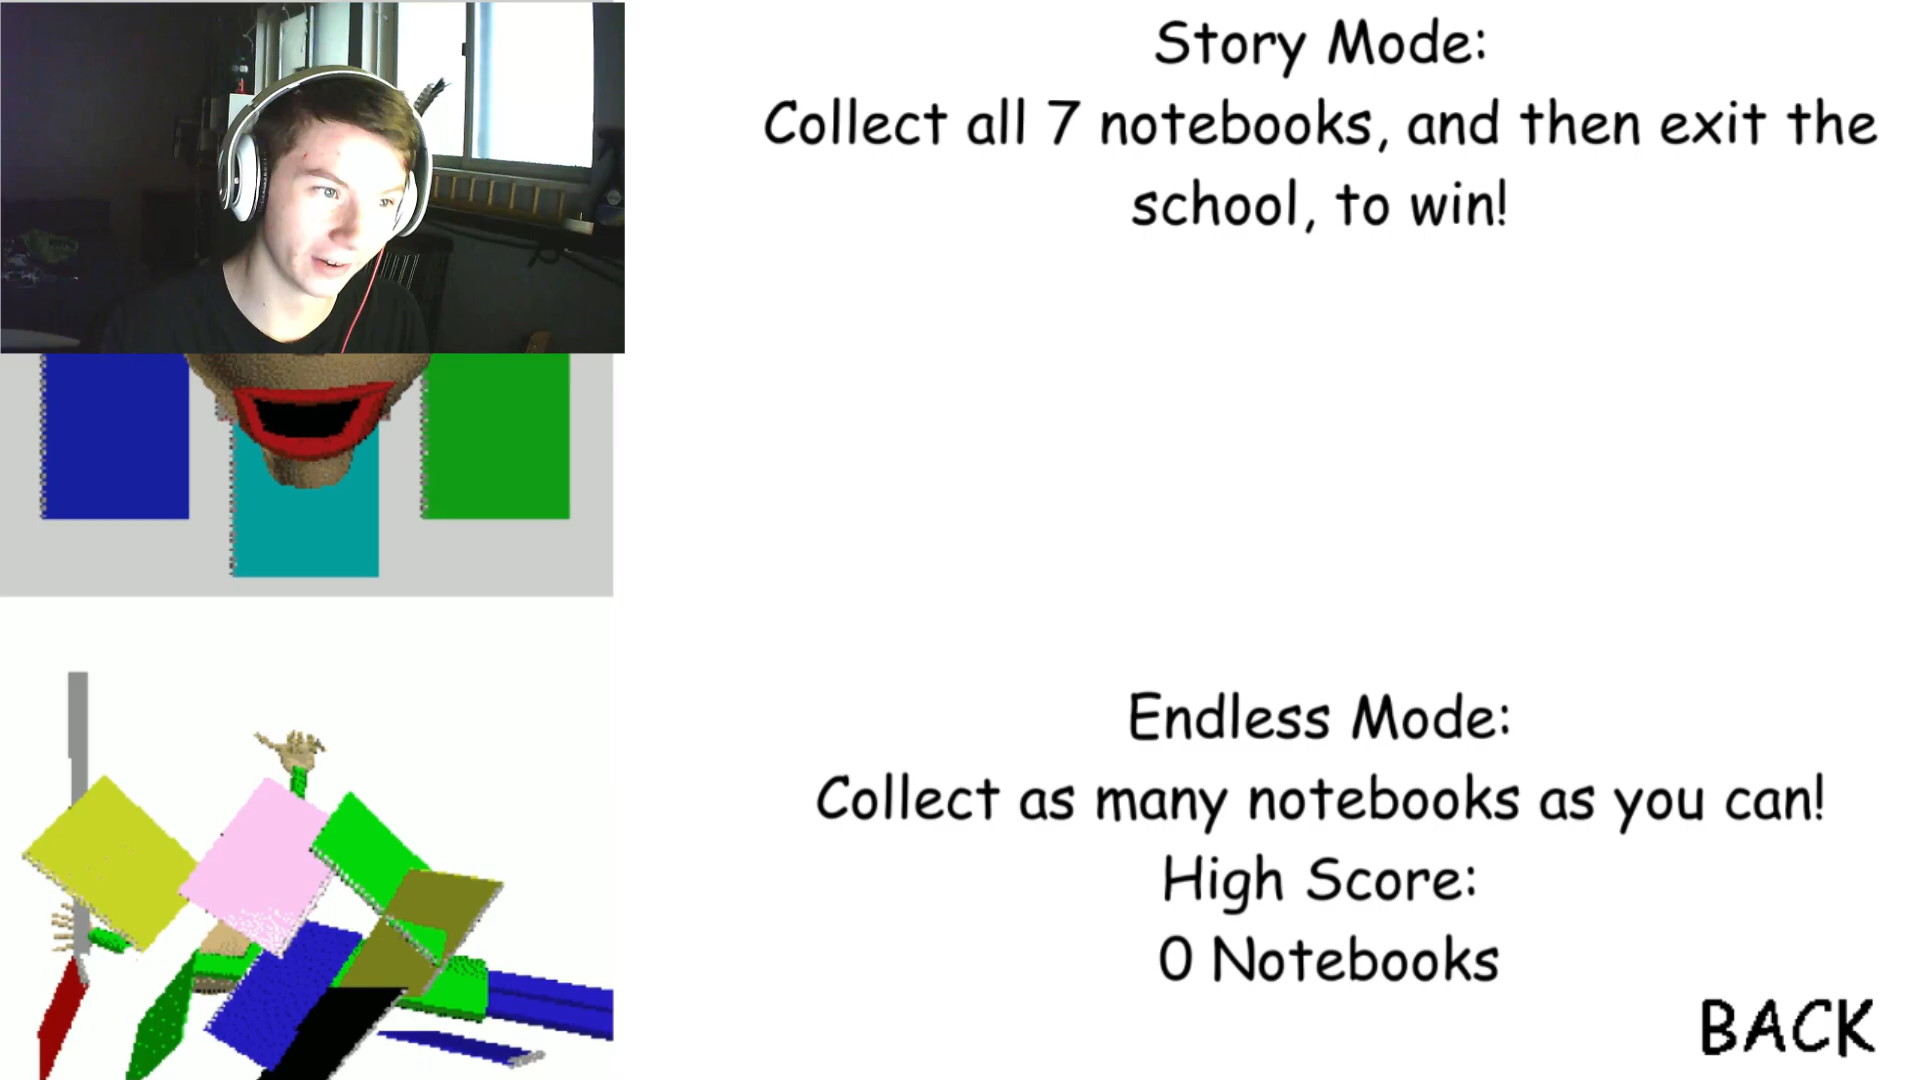 Story Mode:
Collect all 7 notebooks, and then exit the
school, to win!
Endless Mode:
Collect as many notebooks as you can!
High Score:
0 Notebooks
BACK